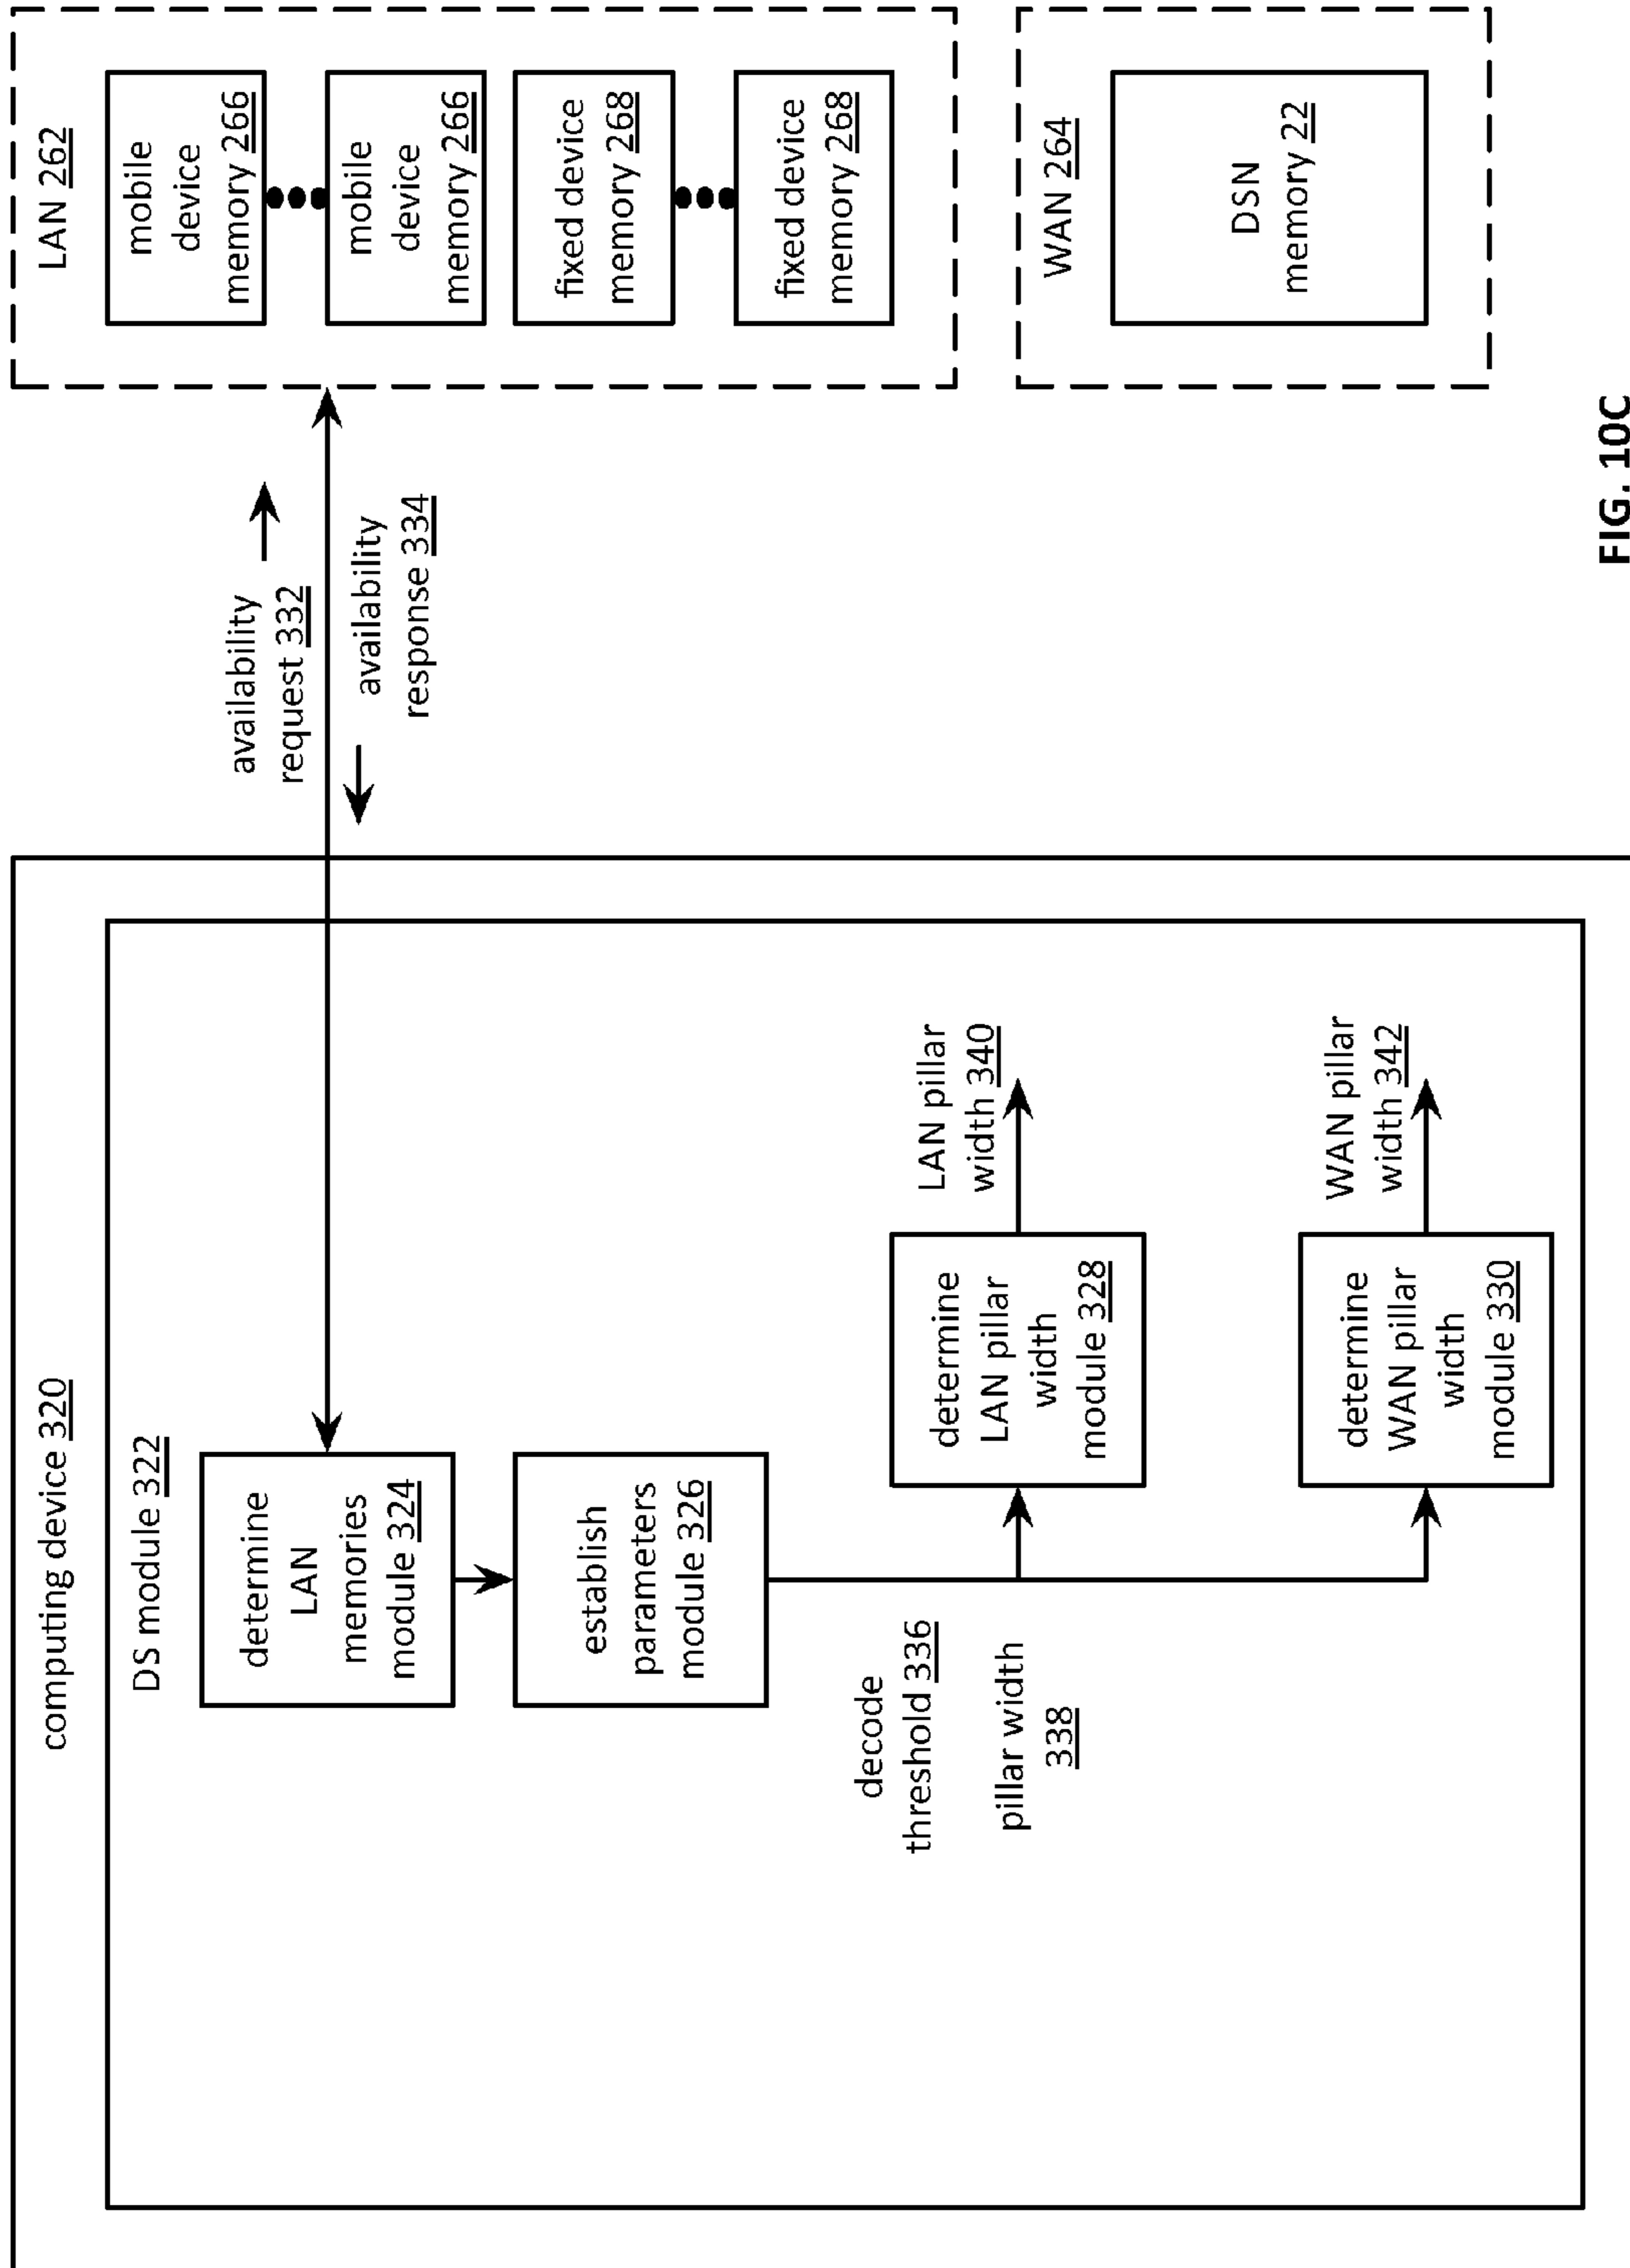 computing device 320
DS module 322
determine
LAN
memories
module 324
establish
parameters
module 326
decode
threshold 336
pillar width
338
determine
LAN pillar
width
module 328
LAN pillar
width 340
determine
WAN pillar
width
module 330
WAN pillar
width 342
availability
request 332
availability
response 334
LAN 262
mobile
device
memory 266
mobile
device
memory 266
fixed device
memory 268
fixed device
memory 268
WAN 264
DSN
memory 22
FIG. 10C